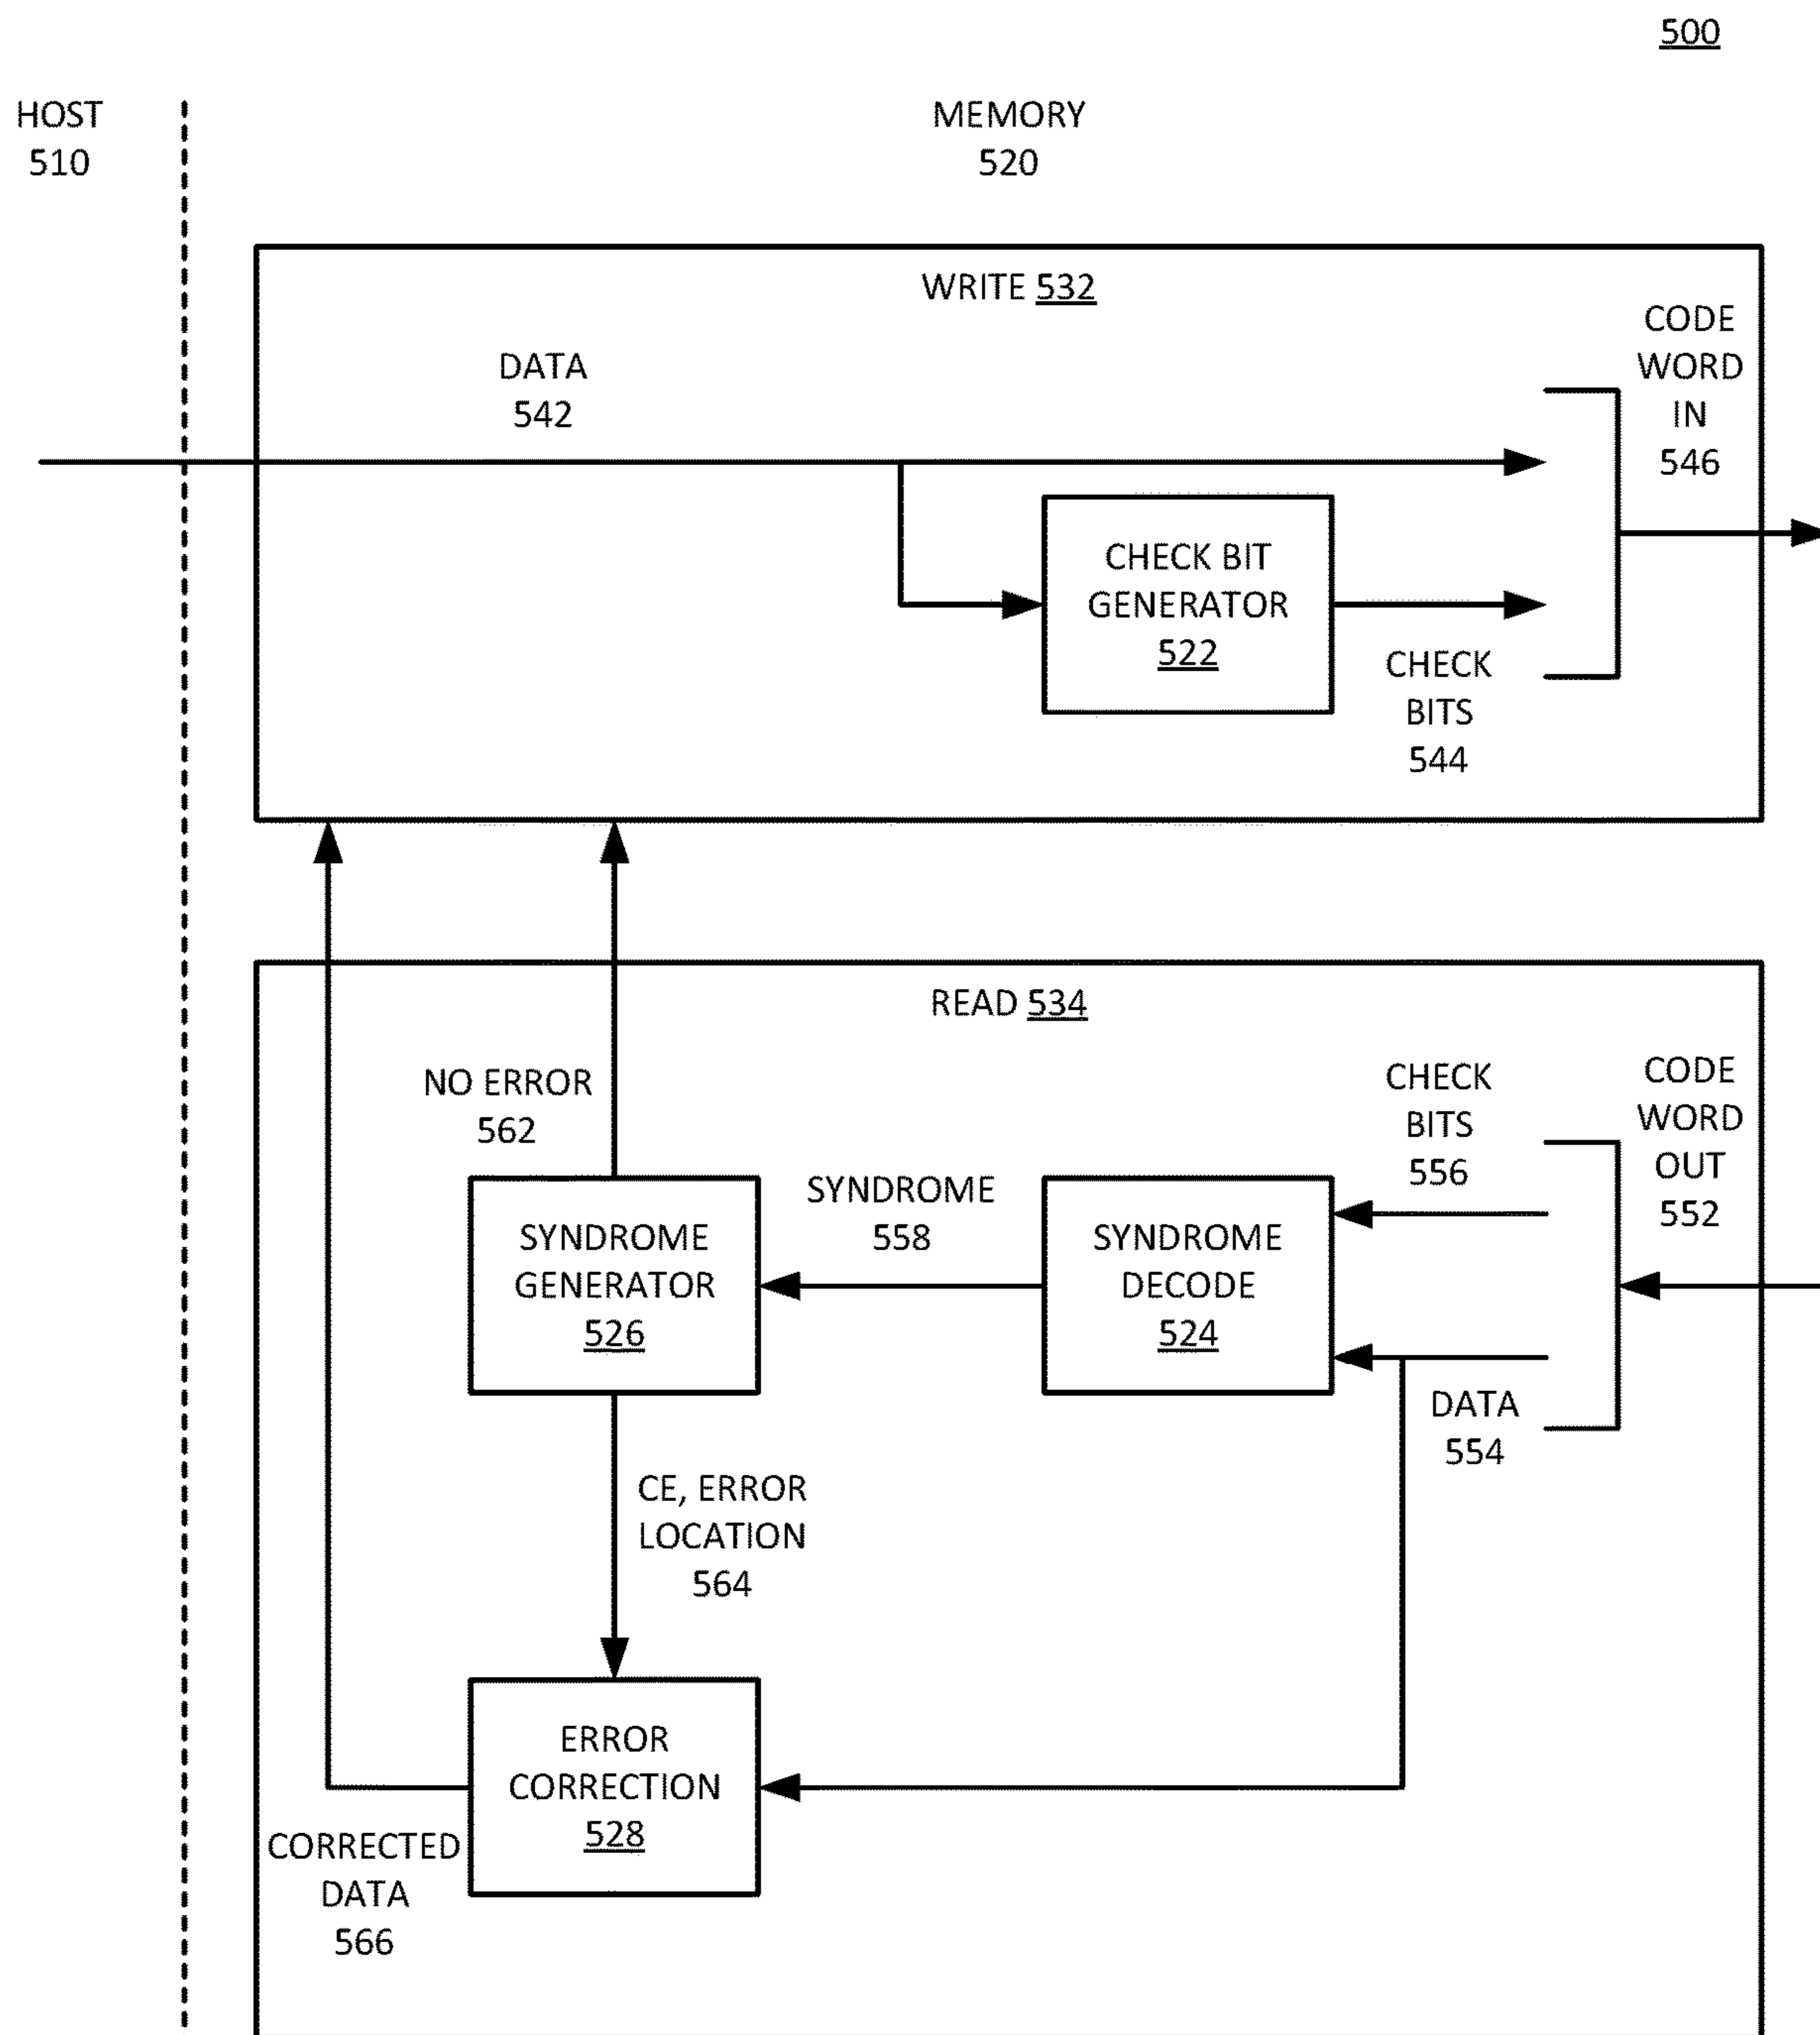 500
HOST
510
MEMORY
520
WRITE 532
DATA
542
CODE
WORD
IN
546
CHECK BIT
GENERATOR
522
CHECK
BITS
544
READ 534
NO ERROR
562
CHECK
BITS
556
CODE
WORD
OUT
552
SYNDROME
GENERATOR
526
SYNDROME
558
SYNDROME
DECODE
524
DATA
554
CE, ERROR
LOCATION
564
ERROR
CORRECTION
528
CORRECTED
DATA
566